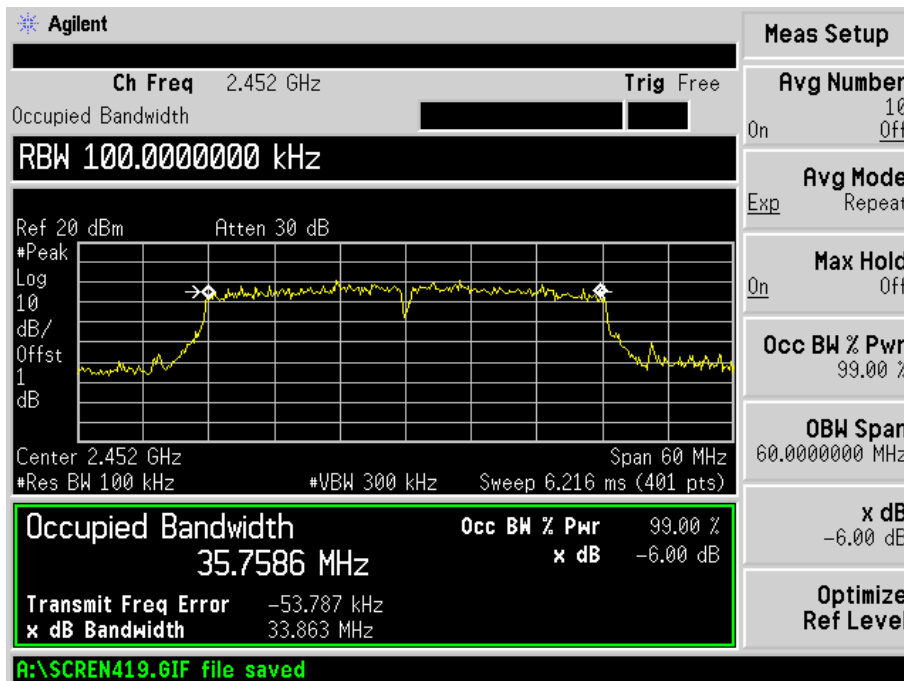 Agilent
Ch Freq 2.452 GHz Trig Free
Occupied Bandwidth
RBW 100.0000000 kHz
Ref 20 dBm Atten 30 dB
#Peak
Log
10
dB/
Offst
1
dB
Center 2.452 GHz Span 60 MHz
#Res BW 100 kHz #VBW 300 kHz Sweep 6.216 ms (401 pts)
Occupied Bandwidth
35.7586 MHz
Occ BW % Pwr 99.00 %
x dB -6.00 dB
Transmit Freq Error -53.787 kHz
x dB Bandwidth 33.863 MHz
A:\SCREN419.GIF file saved
Meas Setup
Avg Number
10
On Off
Avg Mode
Exp Repeat
Max Hold
On Off
Occ BW % Pwr
99.00 %
OBW Span
60.0000000 MHz
x dB
-6.00 dB
Optimize
Ref Level